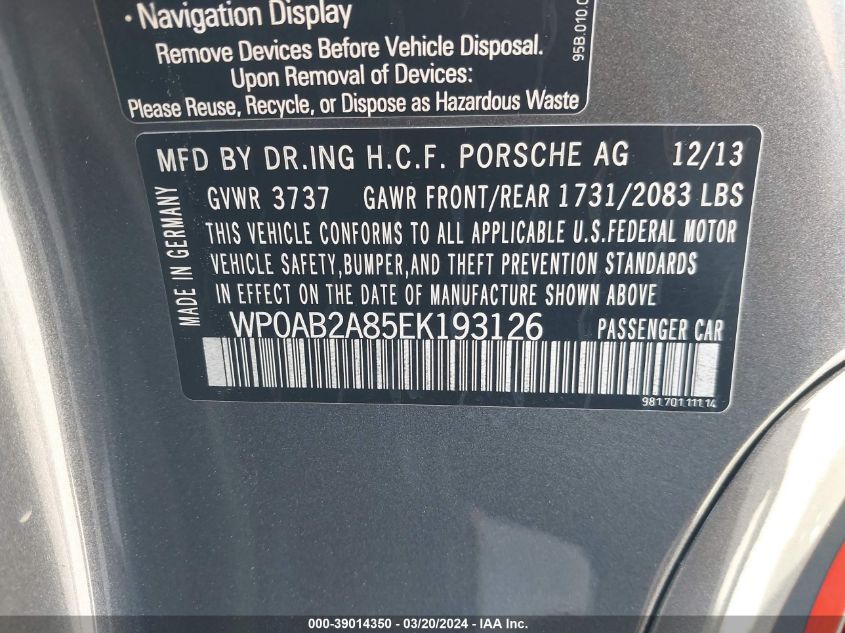 • Navigation Display
Remove Devices Before Vehicle Disposal.
Upon Removal of Devices:
Please Reuse, Recycle, or Dispose as Hazardous Waste
95B.010.
MFD BY DR.ING H.C.F. PORSCHE AG 12/13
GVWR 3737 GAWR FRONT/REAR 1731/2083 LBS
THIS VEHICLE CONFORMS TO ALL APPLICABLE U.S.FEDERAL MOTOR
VEHICLE SAFETY,BUMPER,AND THEFT PREVENTION STANDARDS
IN EFFECT ON THE DATE OF MANUFACTURE SHOWN ABOVE
MADE IN GERMANY
WP0AB2A85EK193126 PASSENGER CAR
981 701 111 14
000-39014350 - 03/20/2024 - IAA Inc.